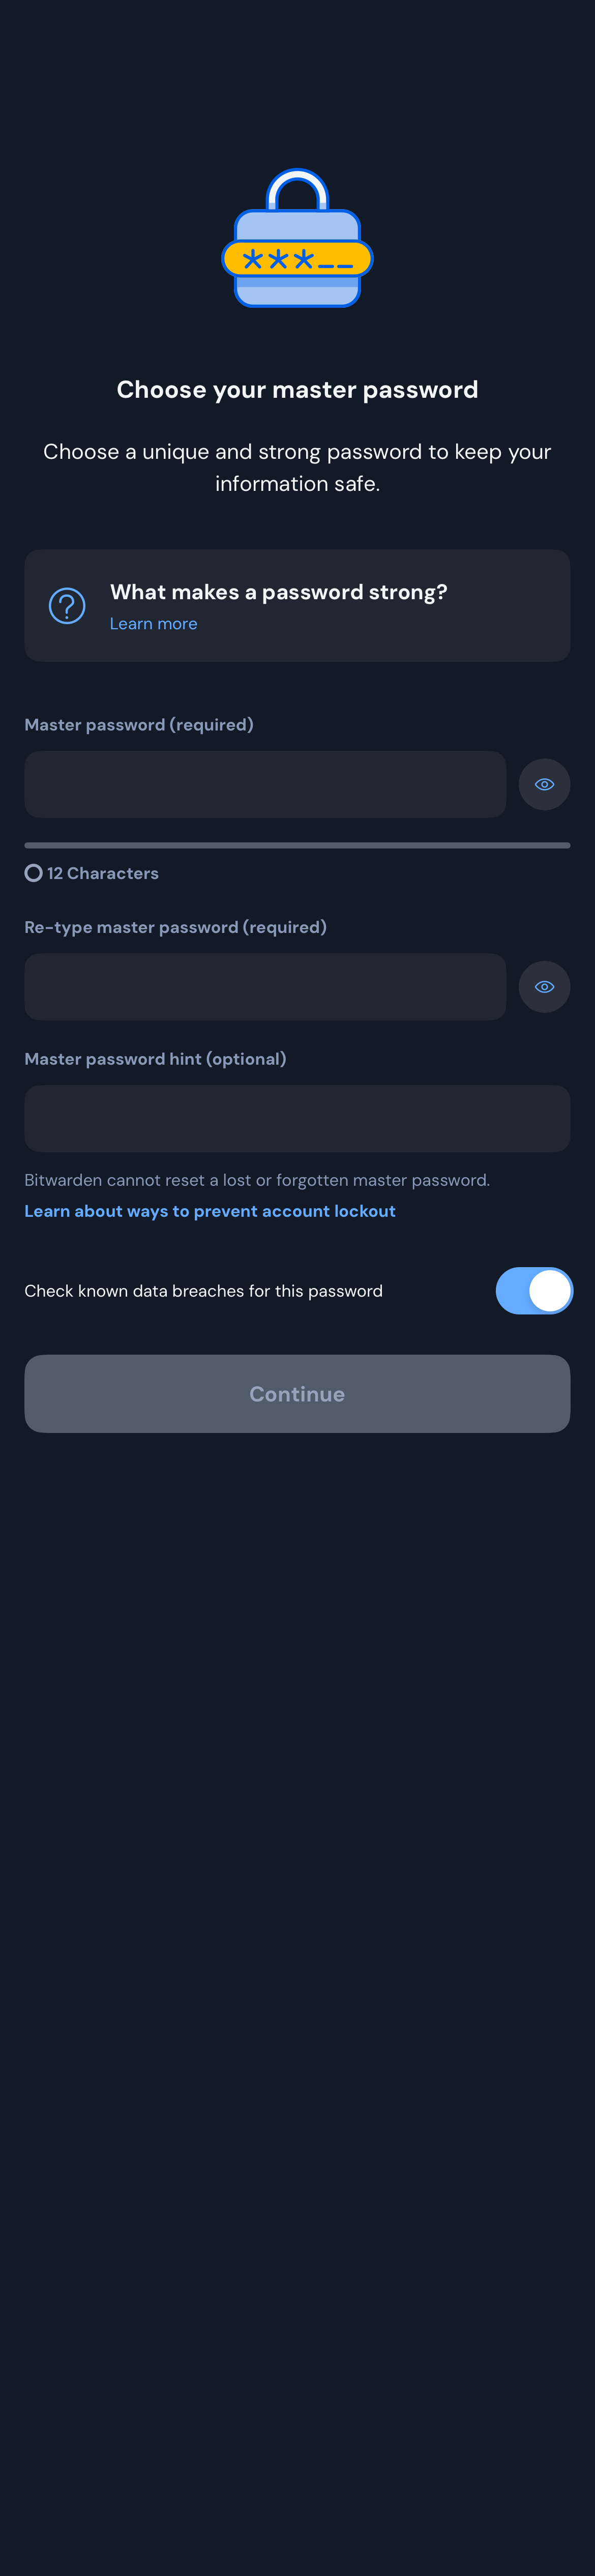 ***__
Choose your master password
Choose a unique and strong password to keep your
information safe.
What makes a password strong?
Learn more
Master password (required)
12 Characters
Re-type master password (required)
Master password hint (optional)
Bitwarden cannot reset a lost or forgotten master password.
Learn about ways to prevent account lockout
Check known data breaches for this password
Continue